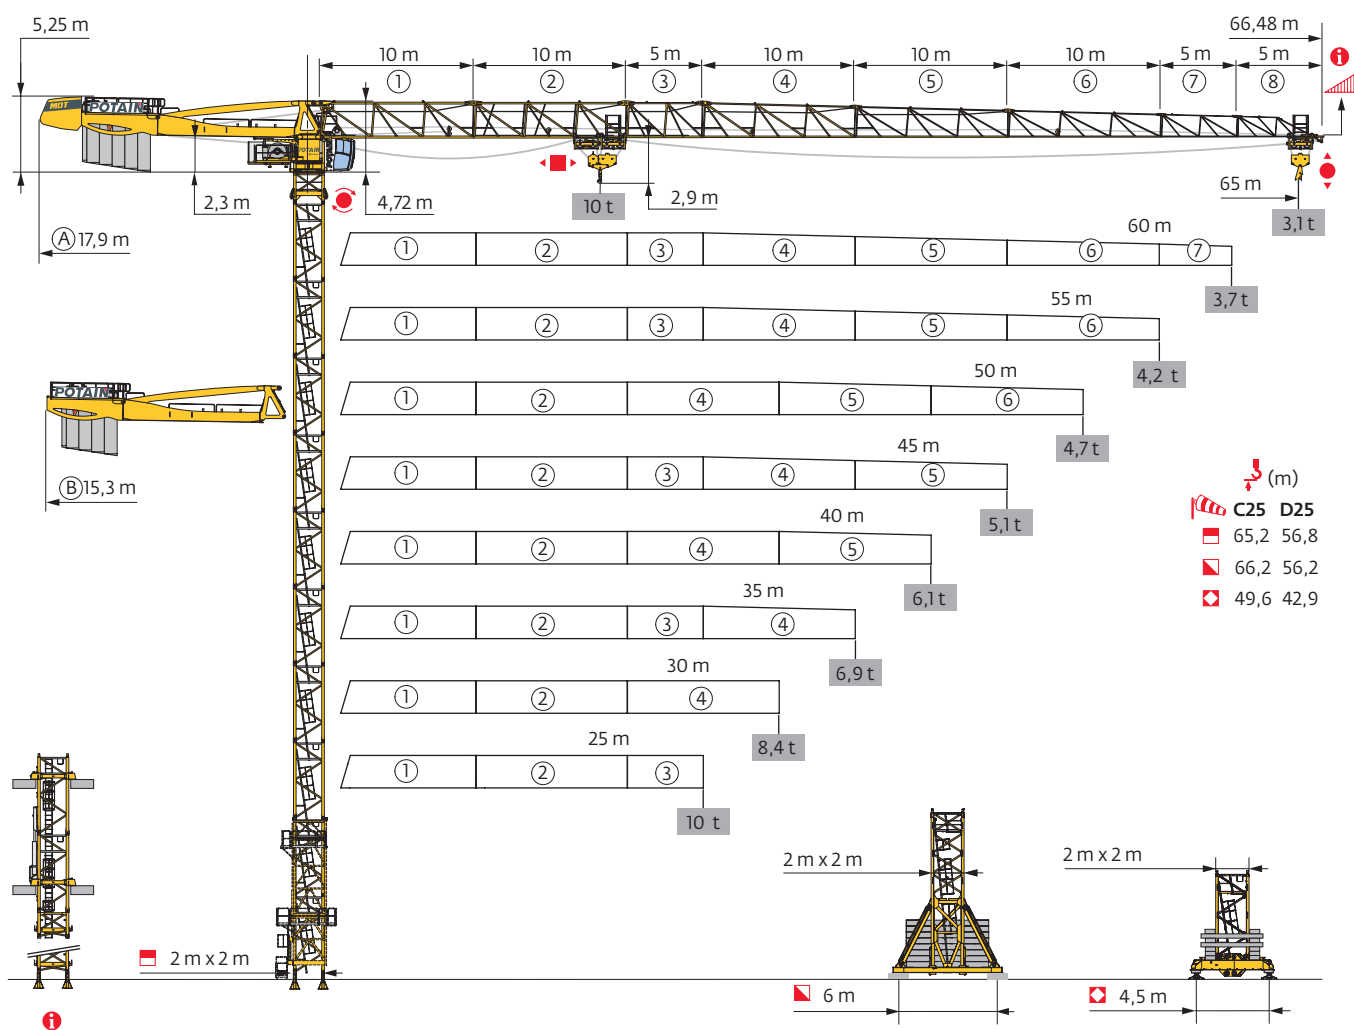 5,25 m
66,48 m
10 m 10 m 5 m 10 m 10 m 10 m 5 m 5 m
1 2 3 4 5 6 7 8
MDT POTAIN
POTAIN
2,3 m
4,72 m
10 t
2,9 m
65 m
3,1 t
A 17,9 m
60 m
1 2 3 4 5 6 7
3,7 t
55 m
1 2 3 4 5 6
4,2 t
POTAIN
50 m
1 2 4 5 6
4,7 t
B 15,3 m
45 m
1 2 3 4 5
5,1 t
(m)
C25 D25
65,2 56,8
66,2 56,2
49,6 42,9
40 m
1 2 4 5
6,1 t
35 m
1 2 3 4
6,9 t
30 m
1 2 4
8,4 t
25 m
1 2 3
10 t
2 m x 2 m
2 m x 2 m
2 m x 2 m
6 m
4,5 m
i
i